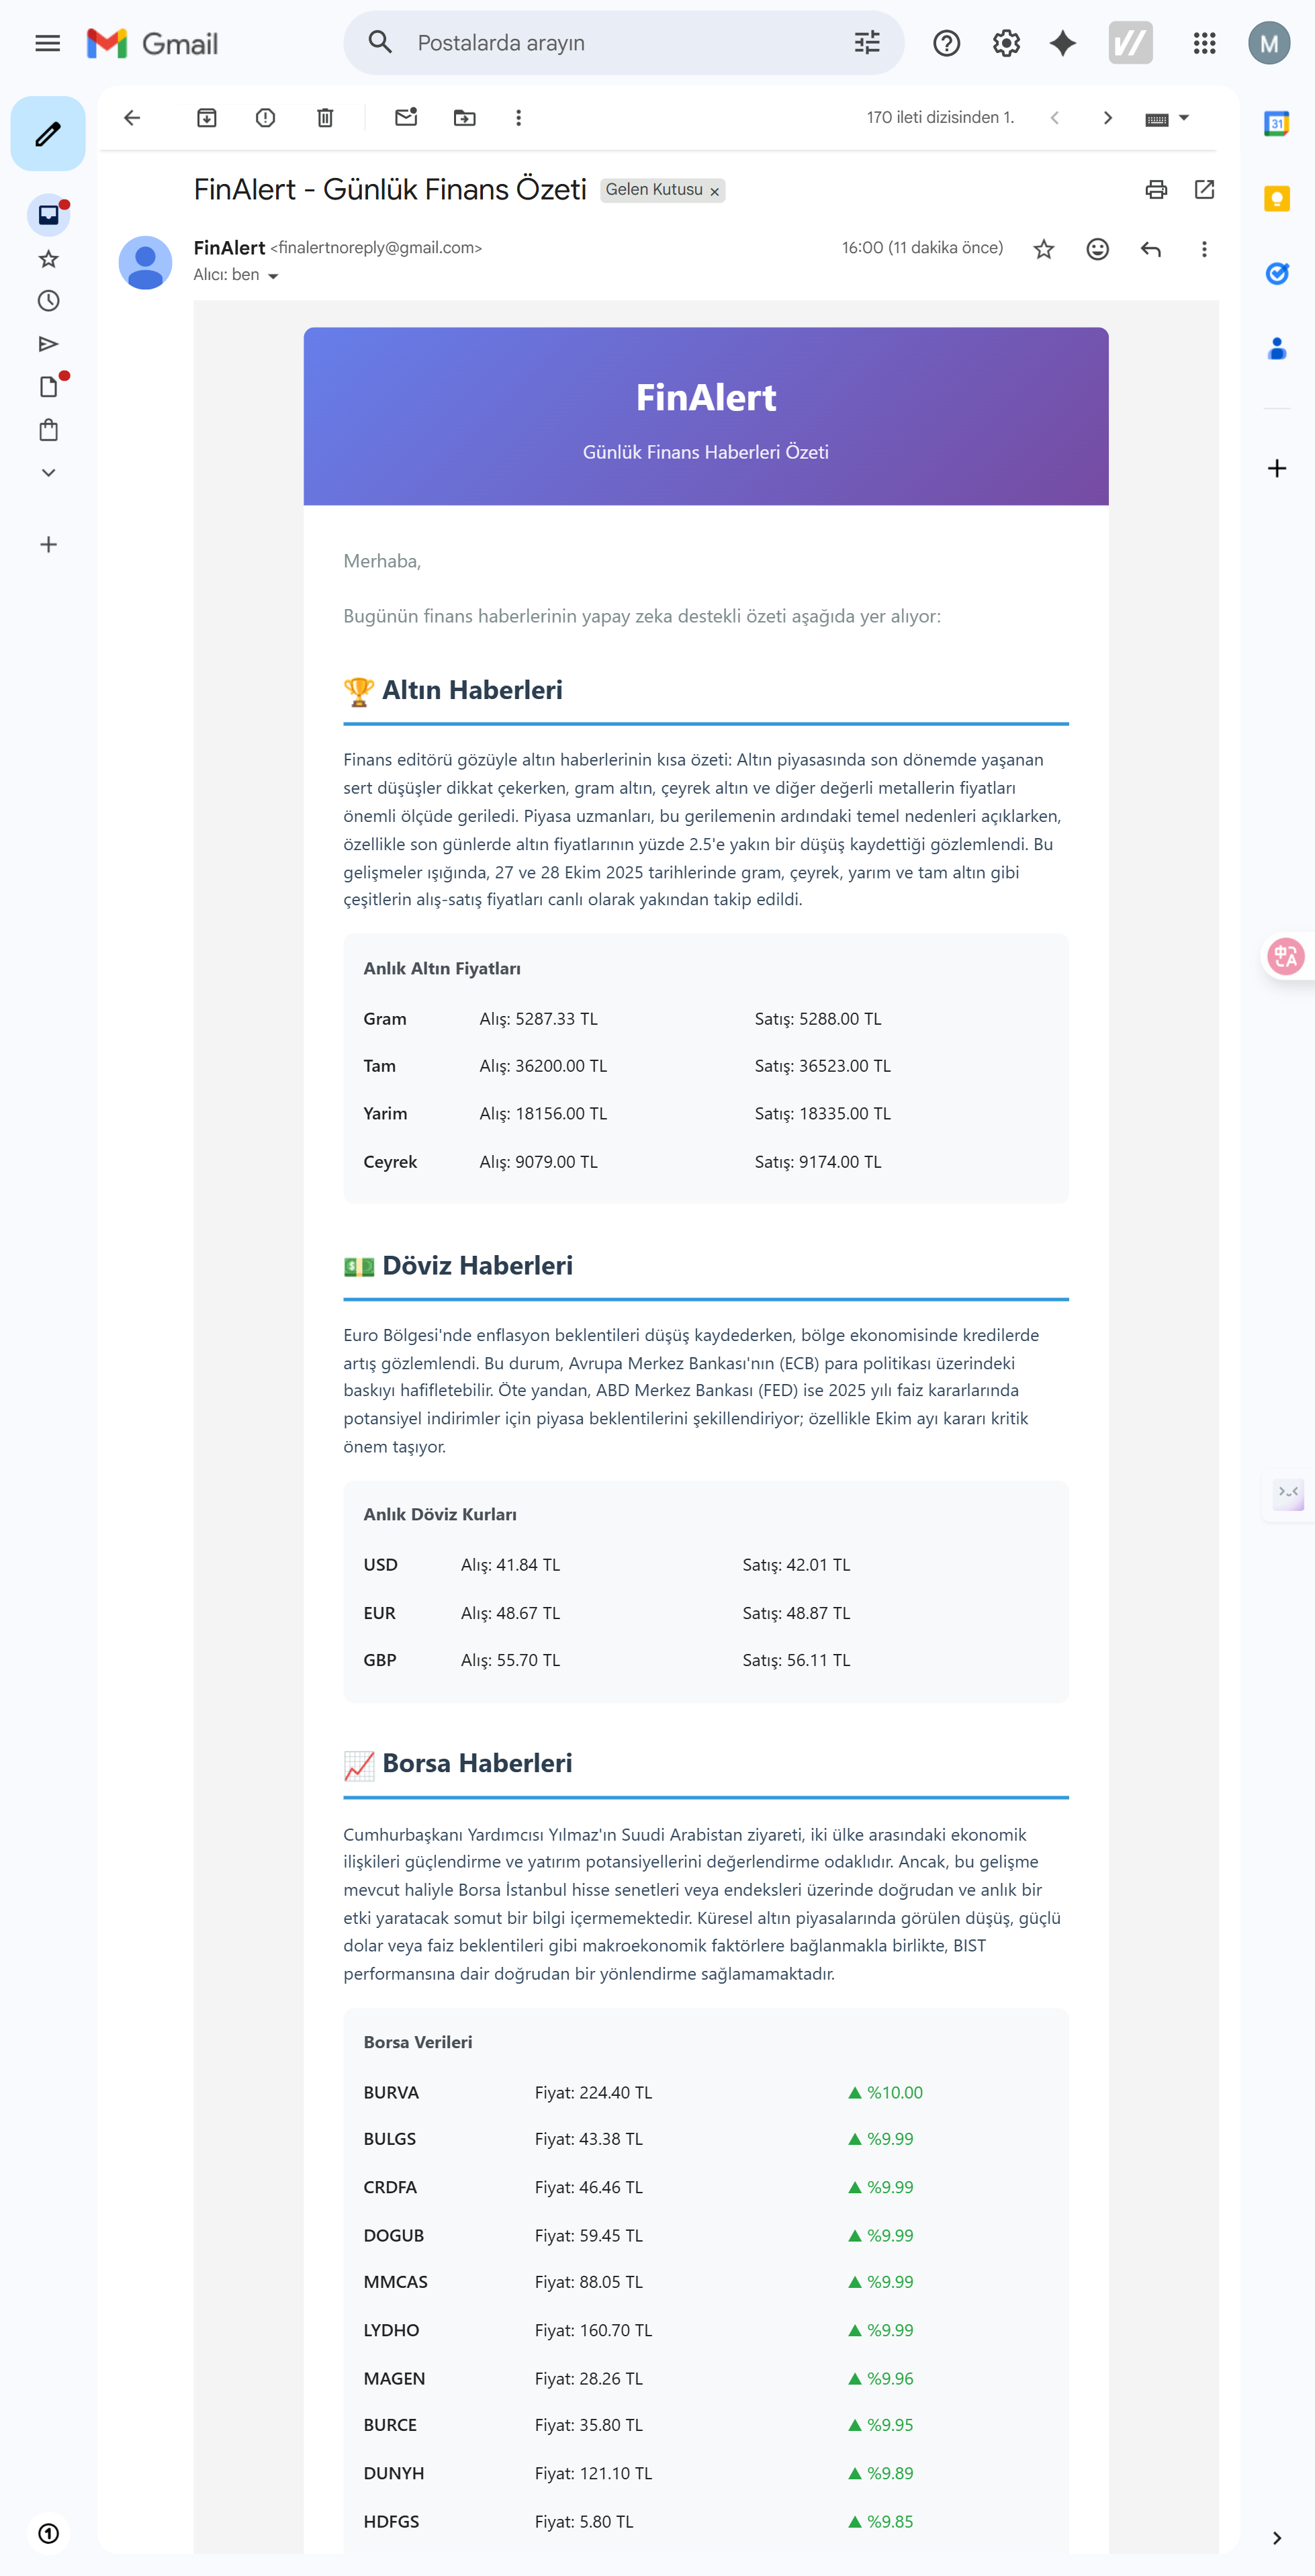 Gmail
Postalarda arayın
M
170 ileti dizisinden 1.
31
FinAlert - Günlük Finans Özeti
Gelen Kutusu ×
FinAlert <finalertnoreply@gmail.com>
16:00 (11 dakika önce)
Alıcı: ben
FinAlert
Günlük Finans Haberleri Özeti
Merhaba,
Bugünün finans haberlerinin yapay zeka destekli özeti aşağıda yer alıyor:
🏆 Altın Haberleri
Finans editörü gözüyle altın haberlerinin kısa özeti: Altın piyasasında son dönemde yaşanan
sert düşüşler dikkat çekerken, gram altın, çeyrek altın ve diğer değerli metallerin fiyatları
önemli ölçüde geriledi. Piyasa uzmanları, bu gerilemenin ardındaki temel nedenleri açıklarken,
özellikle son günlerde altın fiyatlarının yüzde 2.5'e yakın bir düşüş kaydettiği gözlemlendi. Bu
gelişmeler ışığında, 27 ve 28 Ekim 2025 tarihlerinde gram, çeyrek, yarım ve tam altın gibi
çeşitlerin alış-satış fiyatları canlı olarak yakından takip edildi.
Anlık Altın Fiyatları
Gram Alış: 5287.33 TL Satış: 5288.00 TL
Tam Alış: 36200.00 TL Satış: 36523.00 TL
Yarim Alış: 18156.00 TL Satış: 18335.00 TL
Ceyrek Alış: 9079.00 TL Satış: 9174.00 TL
💵 Döviz Haberleri
Euro Bölgesi'nde enflasyon beklentileri düşüş kaydederken, bölge ekonomisinde kredilerde
artış gözlemlendi. Bu durum, Avrupa Merkez Bankası'nın (ECB) para politikası üzerindeki
baskıyı hafifletebilir. Öte yandan, ABD Merkez Bankası (FED) ise 2025 yılı faiz kararlarında
potansiyel indirimler için piyasa beklentilerini şekillendiriyor; özellikle Ekim ayı kararı kritik
önem taşıyor.
Anlık Döviz Kurları
USD Alış: 41.84 TL Satış: 42.01 TL
EUR Alış: 48.67 TL Satış: 48.87 TL
GBP Alış: 55.70 TL Satış: 56.11 TL
📈 Borsa Haberleri
Cumhurbaşkanı Yardımcısı Yılmaz'ın Suudi Arabistan ziyareti, iki ülke arasındaki ekonomik
ilişkileri güçlendirme ve yatırım potansiyellerini değerlendirme odaklıdır. Ancak, bu gelişme
mevcut haliyle Borsa İstanbul hisse senetleri veya endeksleri üzerinde doğrudan ve anlık bir
etki yaratacak somut bir bilgi içermemektedir. Küresel altın piyasalarında görülen düşüş, güçlü
dolar veya faiz beklentileri gibi makroekonomik faktörlere bağlanmakla birlikte, BIST
performansına dair doğrudan bir yönlendirme sağlamamaktadır.
Borsa Verileri
BURVA Fiyat: 224.40 TL ▲ %10.00
BULGS Fiyat: 43.38 TL ▲ %9.99
CRDFA Fiyat: 46.46 TL ▲ %9.99
DOGUB Fiyat: 59.45 TL ▲ %9.99
MMCAS Fiyat: 88.05 TL ▲ %9.99
LYDHO Fiyat: 160.70 TL ▲ %9.99
MAGEN Fiyat: 28.26 TL ▲ %9.96
BURCE Fiyat: 35.80 TL ▲ %9.95
DUNYH Fiyat: 121.10 TL ▲ %9.89
HDFGS Fiyat: 5.80 TL ▲ %9.85